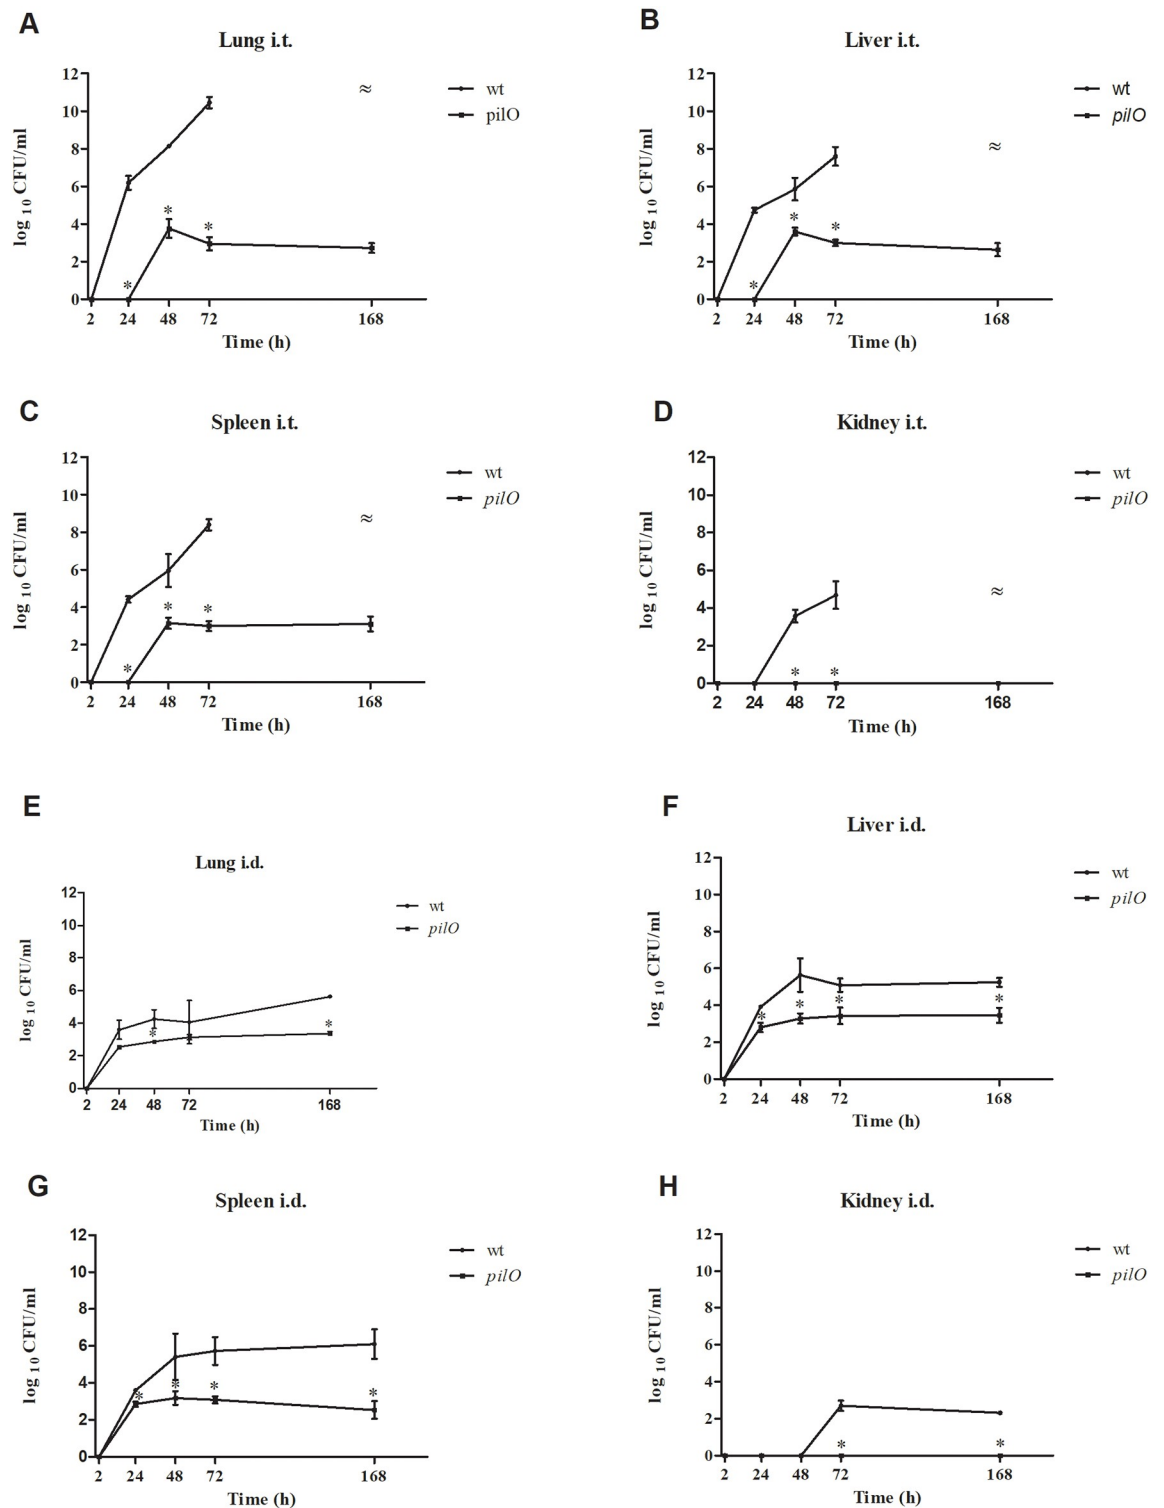 A
Lung i.t.
12
10
8
6
4
2
0
log 10 CFU/ml
* * *
≈
2 24 48 72 168
Time (h)
wt
pilO
B
Liver i.t.
12
10
8
6
4
2
0
log 10 CFU/ml
* * *
≈
2 24 48 72 168
Time (h)
wt
pilO
C
Spleen i.t.
12
10
8
6
4
2
0
log 10 CFU/ml
* * *
≈
2 24 48 72 168
Time (h)
wt
pilO
D
Kidney i.t.
12
10
8
6
4
2
0
log 10 CFU/ml
* *
≈
2 24 48 72 168
Time (h)
wt
pilO
E
Lung i.d.
12
10
8
6
4
2
0
log 10 CFU/ml
* *
2 24 48 72 168
Time (h)
wt
pilO
F
Liver i.d.
12
10
8
6
4
2
0
log 10 CFU/ml
* * * *
2 24 48 72 168
Time (h)
wt
pilO
G
Spleen i.d.
12
10
8
6
4
2
0
log 10 CFU/ml
* * * *
2 24 48 72 168
Time (h)
wt
pilO
H
Kidney i.d.
12
10
8
6
4
2
0
log 10 CFU/ml
* *
2 24 48 72 168
Time (h)
wt
pilO